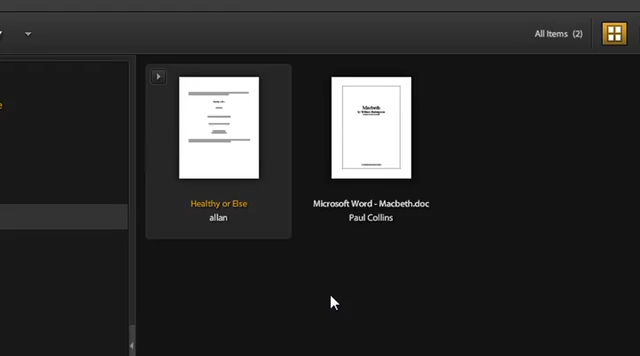 All Items (2)
Healthy or Else
allan
Macbeth
Microsoft Word - Macbeth.doc
Paul Collins